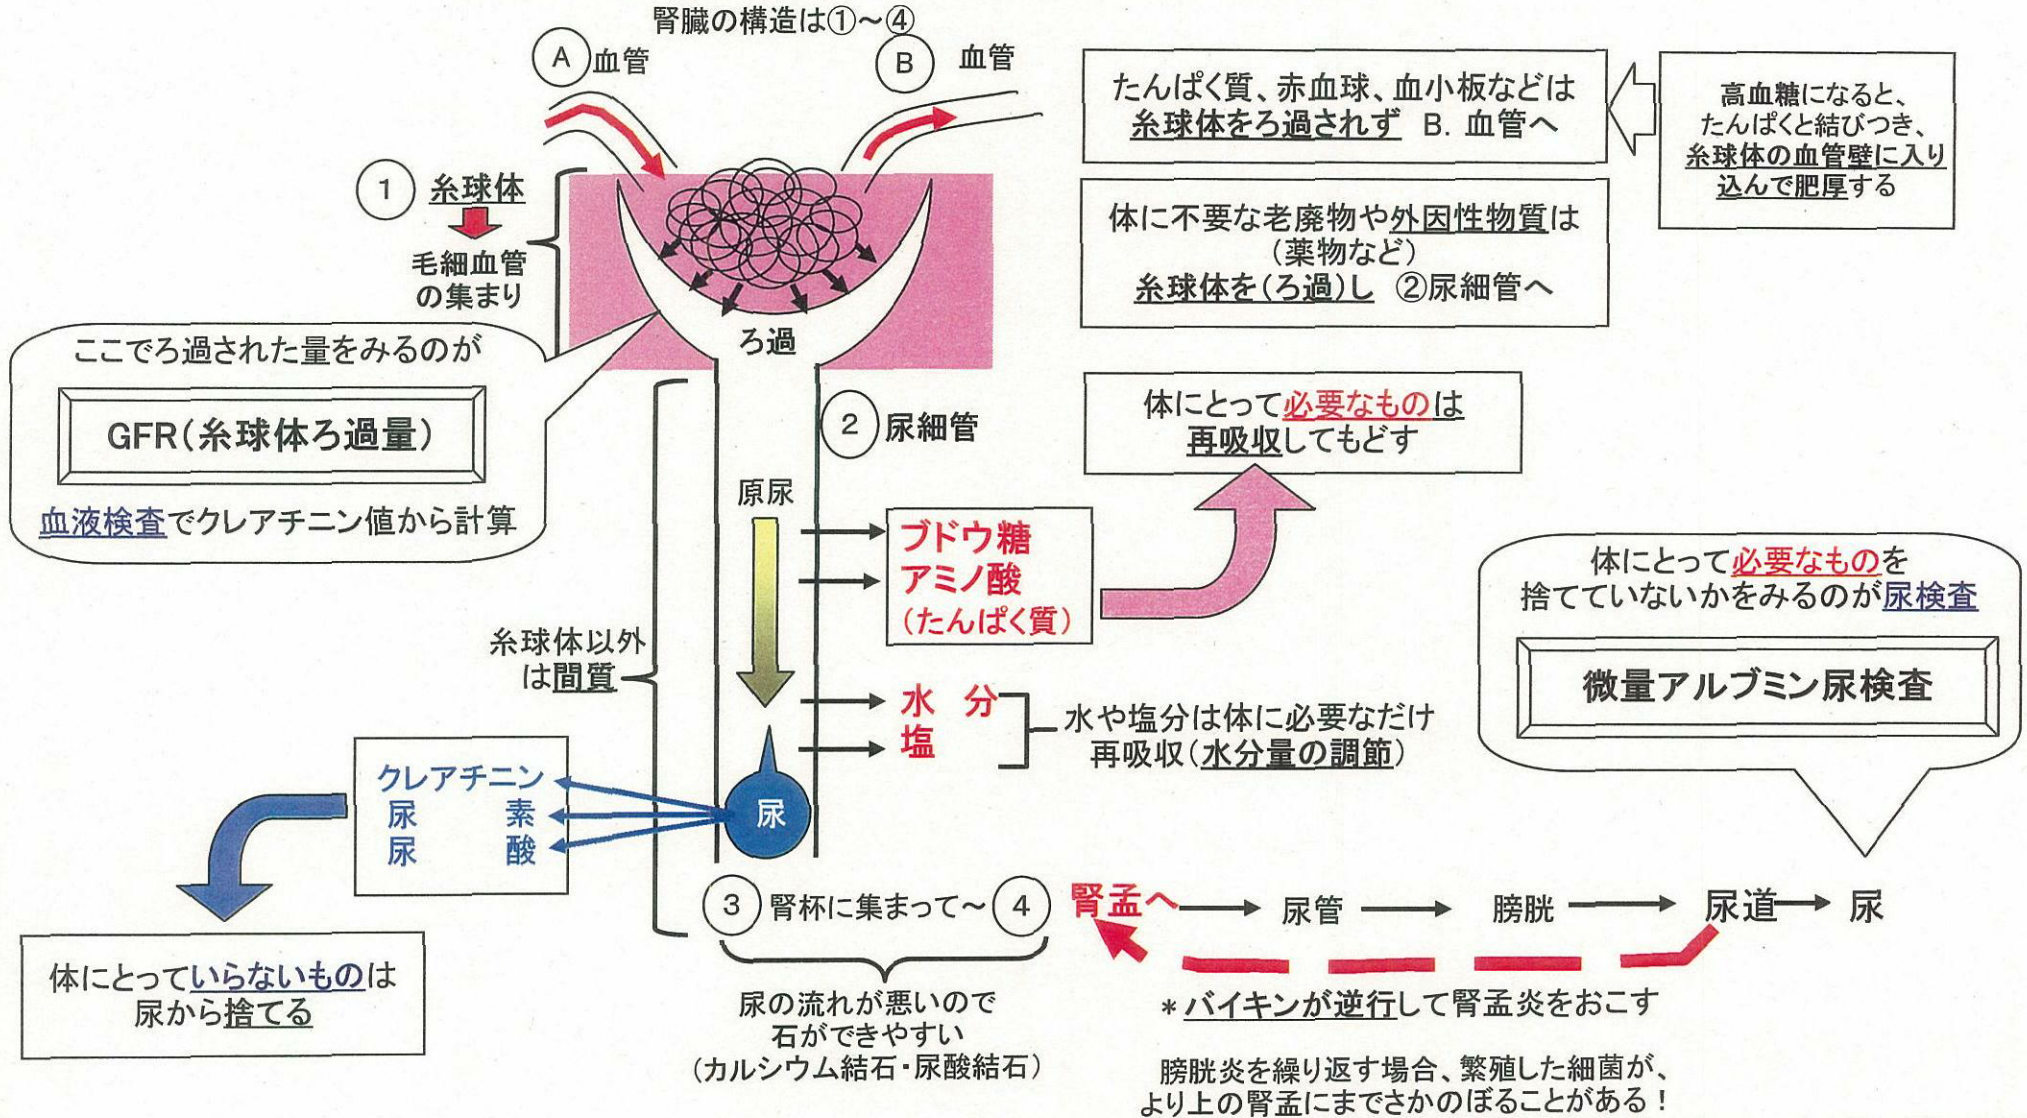 腎臓の構造は①～④
A 血管
B 血管
たんぱく質、赤血球、血小板などは
糸球体をろ過されず B. 血管へ
高血糖になると、
たんぱくと結びつき、
糸球体の血管壁に入り
込んで肥厚する
1 糸球体
毛細血管
の集まり
体に不要な老廃物や外因性物質は
(薬物など)
糸球体を(ろ過)し ②尿細管へ
ろ過
ここでろ過された量をみるのが
GFR(糸球体ろ過量)
血液検査でクレアチニン値から計算
2 尿細管
体にとって必要なものは
再吸収してもどす
原尿
ブドウ糖
アミノ酸
(たんぱく質)
体にとって必要なものを
捨てていないかをみるのが尿検査
微量アルブミン尿検査
糸球体以外
は間質
水 分
塩
水や塩分は体に必要なだけ
再吸収(水分量の調節)
クレアチニン
尿 素
尿 酸
尿
体にとっていらないものは
尿から捨てる
3 腎杯に集まって～ 4 腎盂へ 尿管 膀胱 尿道 尿
尿の流れが悪いので
石ができやすい
(カルシウム結石・尿酸結石)
*バイキンが逆行して腎盂炎をおこす
膀胱炎を繰り返す場合、繁殖した細菌が、
より上の腎盂にまでさかのぼることがある!